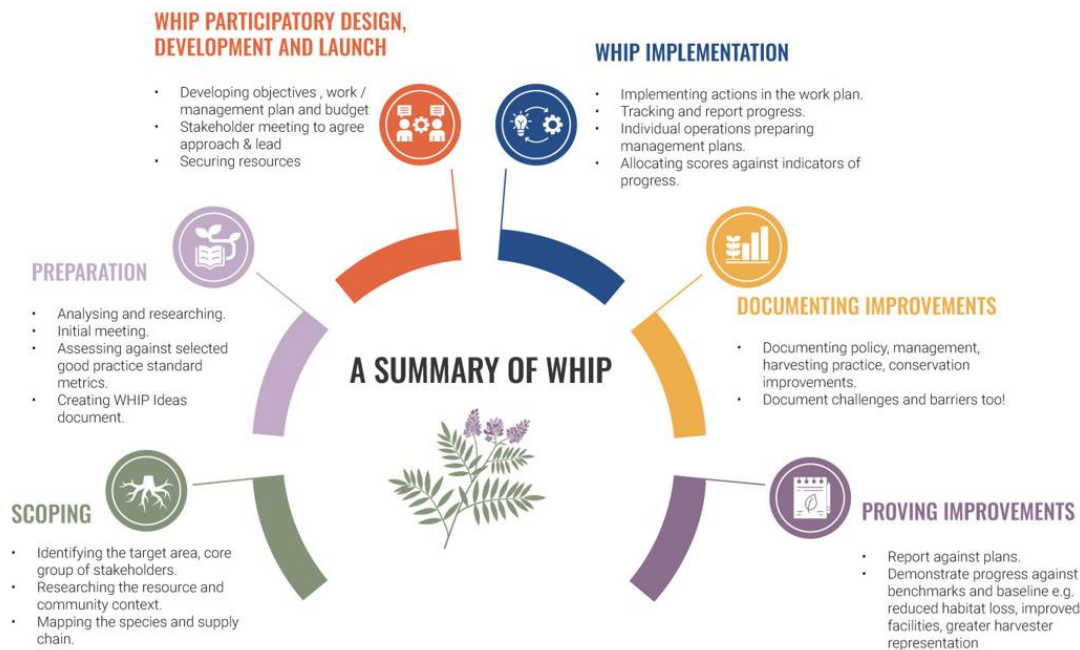 WHIP PARTICIPATORY DESIGN,
DEVELOPMENT AND LAUNCH
• Developing objectives , work /
management plan and budget
• Stakeholder meeting to agree
approach & lead
• Securing resources
WHIP IMPLEMENTATION
• Implementing actions in the work plan.
• Tracking and report progress.
• Individual operations preparing
management plans.
• Allocating scores against indicators of
progress.
PREPARATION
• Analysing and researching.
• Initial meeting.
• Assessing against selected
good practice standard
metrics.
• Creating WHIP Ideas
document.
DOCUMENTING IMPROVEMENTS
• Documenting policy, management,
harvesting practice, conservation
improvements.
• Document challenges and barriers too!
A SUMMARY OF WHIP
SCOPING
• Identifying the target area, core
group of stakeholders.
• Researching the resource and
community context.
• Mapping the species and supply
chain.
PROVING IMPROVEMENTS
• Report against plans.
• Demonstrate progress against
benchmarks and baseline e.g.
reduced habitat loss, improved
facilities, greater harvester
representation